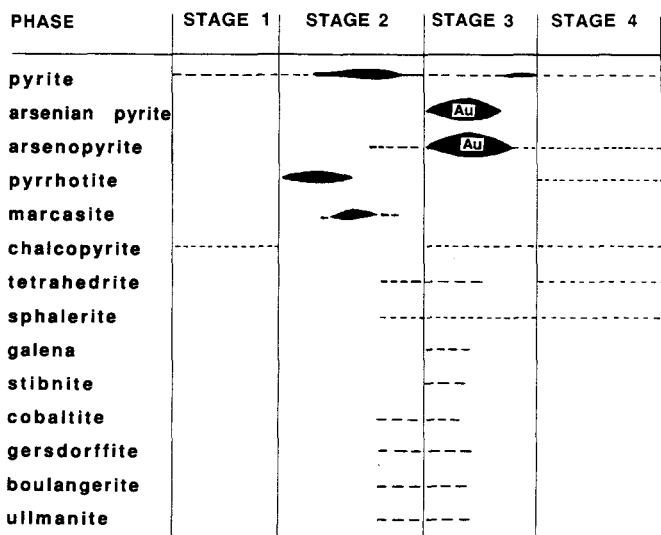 PHASE STAGE 1 STAGE 2 STAGE 3 STAGE 4
pyrite
arsenian pyrite Au
arsenopyrite Au
pyrrhotite
marcasite
chalcopyrite
tetrahedrite
sphalerite
galena
stibnite
cobaltite
gersdorffite
boulangerite
ullmanite